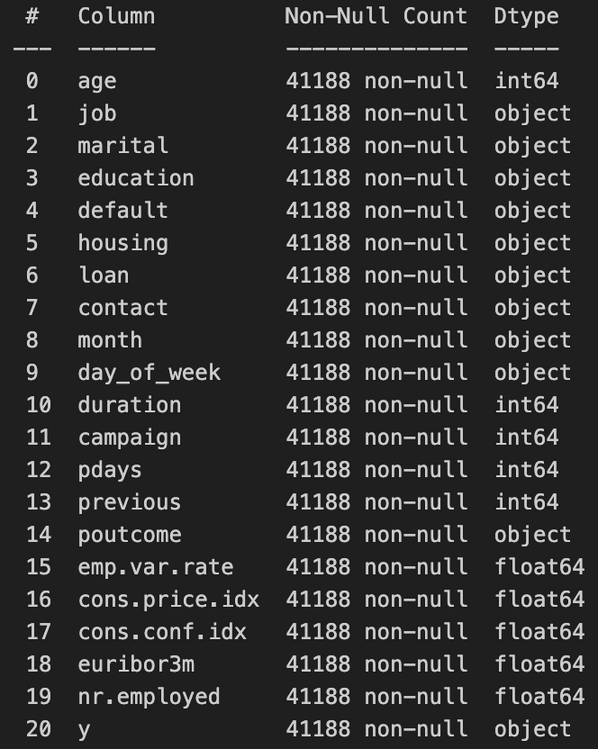 #   Column          Non-Null Count  Dtype
---  ------          --------------  -----
0   age             41188 non-null  int64
1   job             41188 non-null  object
2   marital         41188 non-null  object
3   education       41188 non-null  object
4   default         41188 non-null  object
5   housing         41188 non-null  object
6   loan            41188 non-null  object
7   contact         41188 non-null  object
8   month           41188 non-null  object
9   day_of_week     41188 non-null  object
10  duration        41188 non-null  int64
11  campaign        41188 non-null  int64
12  pdays           41188 non-null  int64
13  previous        41188 non-null  int64
14  poutcome        41188 non-null  object
15  emp.var.rate    41188 non-null  float64
16  cons.price.idx  41188 non-null  float64
17  cons.conf.idx   41188 non-null  float64
18  euribor3m       41188 non-null  float64
19  nr.employed     41188 non-null  float64
20  y               41188 non-null  object